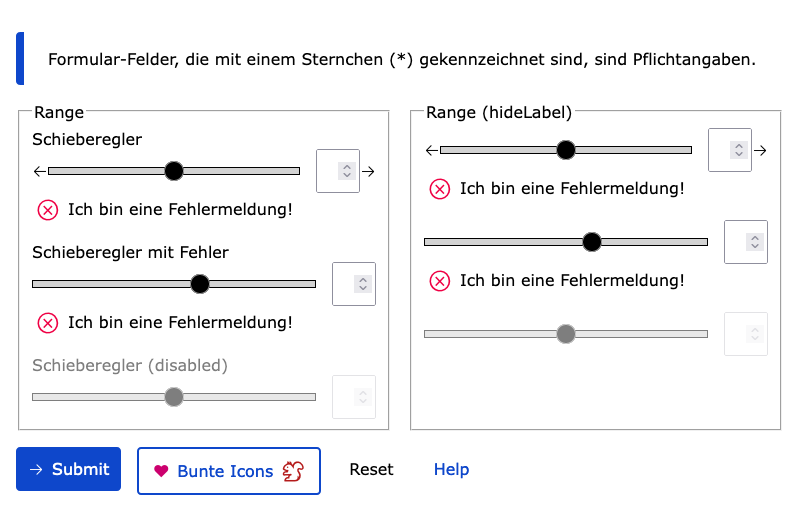 Formular-Felder, die mit einem Sternchen (*) gekennzeichnet sind, sind Pflichtangaben.
Range
Schieberegler
Ich bin eine Fehlermeldung!
Schieberegler mit Fehler
Ich bin eine Fehlermeldung!
Schieberegler (disabled)
Range (hideLabel)
Ich bin eine Fehlermeldung!
Ich bin eine Fehlermeldung!
Submit
Bunte Icons
Reset
Help